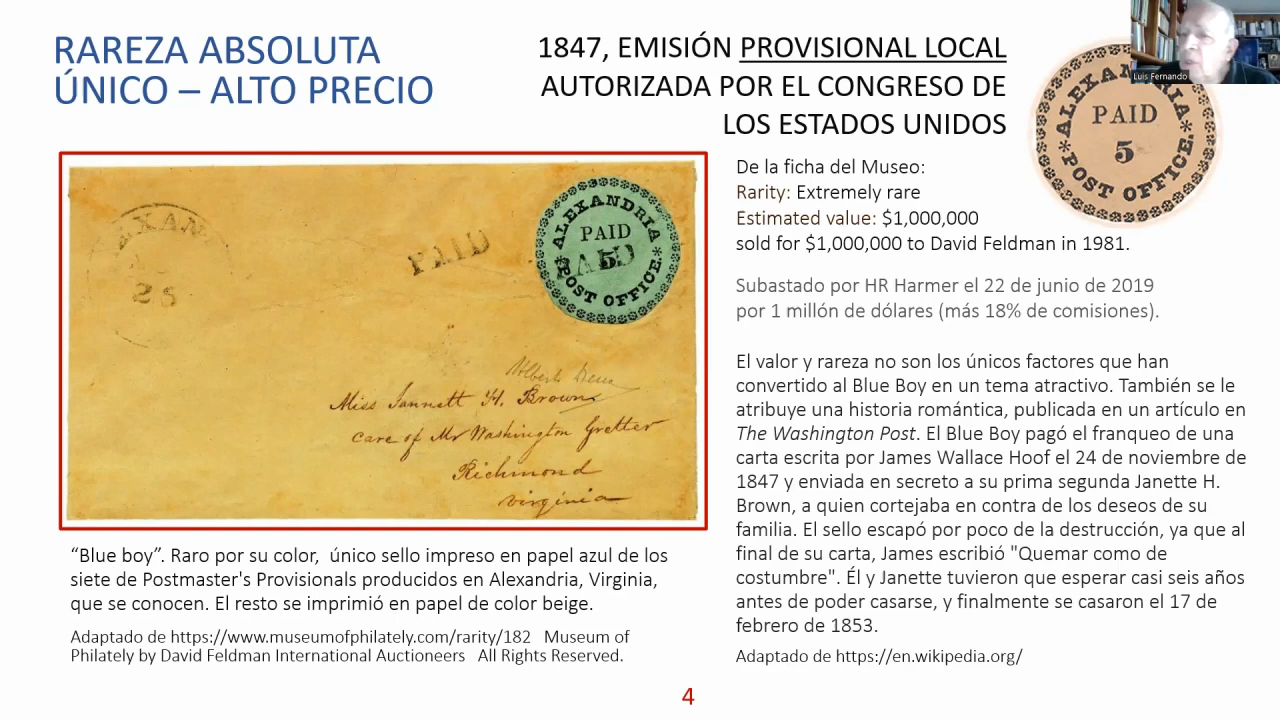 RAREZA ABSOLUTA
ÚNICO – ALTO PRECIO
1847, EMISIÓN PROVISIONAL LOCAL
AUTORIZADA POR EL CONGRESO DE
LOS ESTADOS UNIDOS
Luis Fernando
ALEXANDRIA
PAID
5
POST OFFICE.
De la ficha del Museo:
Rarity: Extremely rare
Estimated value: $1,000,000
sold for $1,000,000 to David Feldman in 1981.
Subastado por HR Harmer el 22 de junio de 2019
por 1 millón de dólares (más 18% de comisiones).
El valor y rareza no son los únicos factores que han
convertido al Blue Boy en un tema atractivo. También se le
atribuye una historia romántica, publicada en un artículo en
The Washington Post. El Blue Boy pagó el franqueo de una
carta escrita por James Wallace Hoof el 24 de noviembre de
1847 y enviada en secreto a su prima segunda Janette H.
Brown, a quien cortejaba en contra de los deseos de su
familia. El sello escapó por poco de la destrucción, ya que al
final de su carta, James escribió "Quemar como de
costumbre". Él y Janette tuvieron que esperar casi seis años
antes de poder casarse, y finalmente se casaron el 17 de
febrero de 1853.
Adaptado de https://en.wikipedia.org/
EXAN
25
PAID
ALEXANDRIA
PAID
PAID
5
POST OFFICE.
Miss Jannett H. Brown
care of Mr Washington Gretter
Richmond
Virginia
“Blue boy”. Raro por su color, único sello impreso en papel azul de los
siete de Postmaster's Provisionals producidos en Alexandria, Virginia,
que se conocen. El resto se imprimió en papel de color beige.
Adaptado de https://www.museumofphilately.com/rarity/182 Museum of
Philately by David Feldman International Auctioneers All Rights Reserved.
4